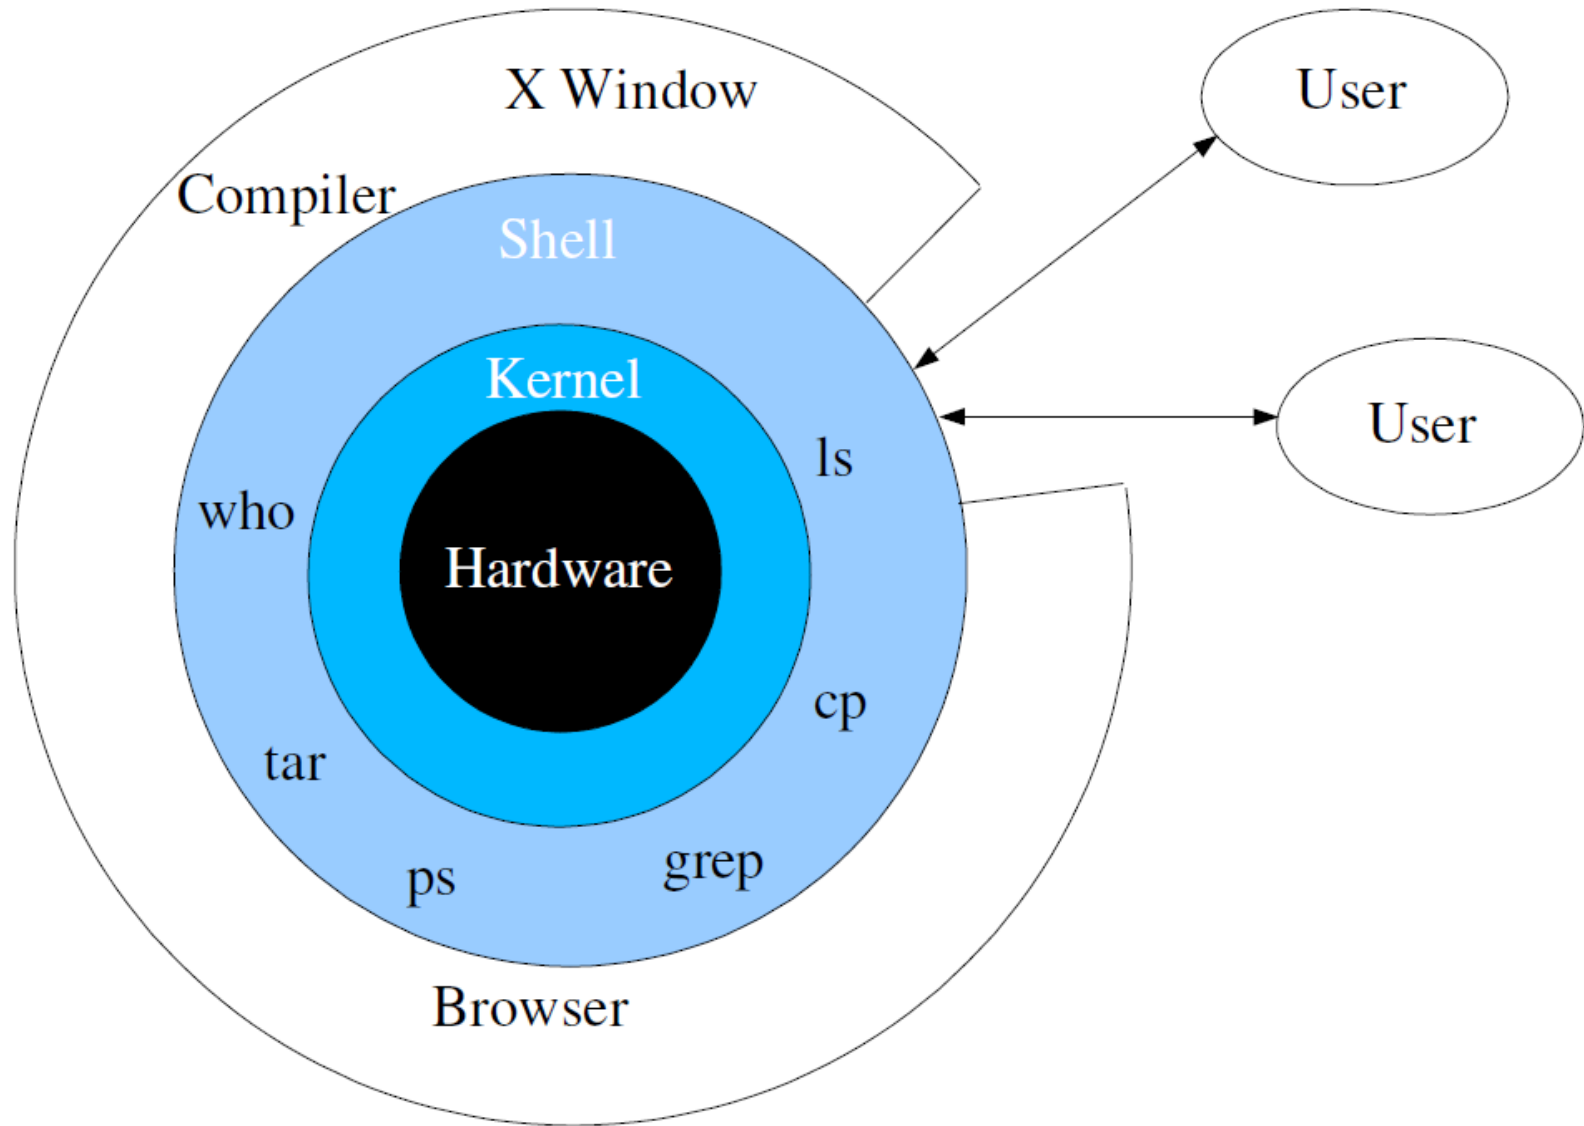 X Window
User
Compiler
Shell
Kernel
User
ls
who
Hardware
cp
tar
grep
ps
Browser